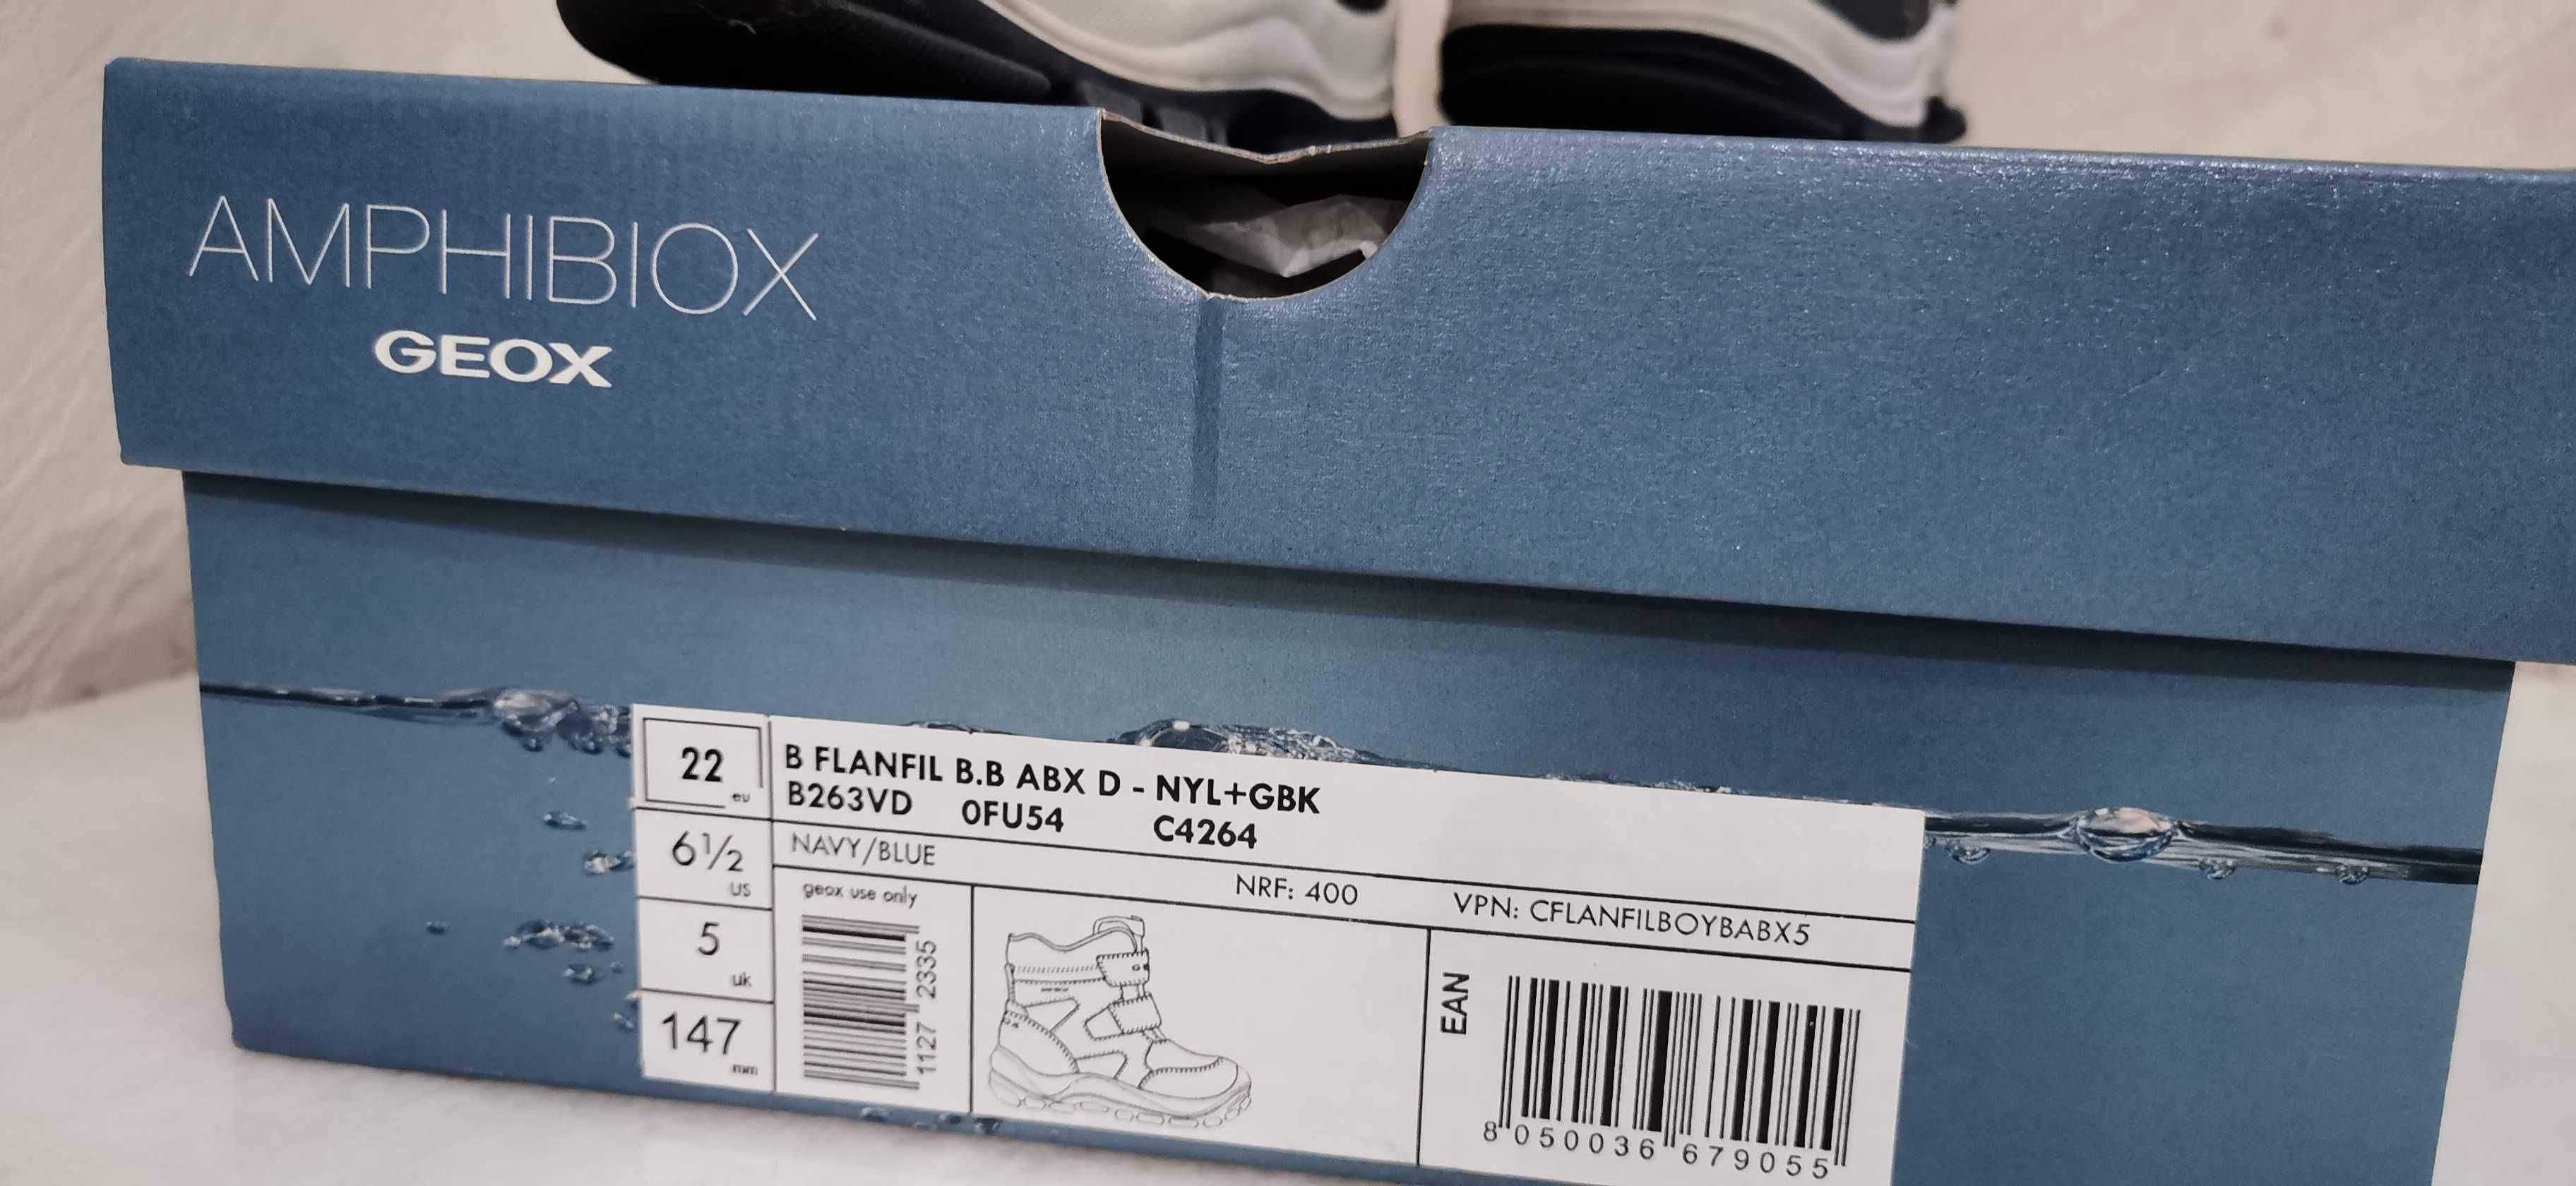 AMPHIBIOX
GEOX
22 eu
B FLANFIL B.B ABX D - NYL+GBK
B263VD 0FU54 C4264
6½ US
NAVY/BLUE
NRF: 400 VPN: CFLANFILBOYBABX5
5 uk
147 mm
geox use only
1127 2335
EAN
8 050036 679055